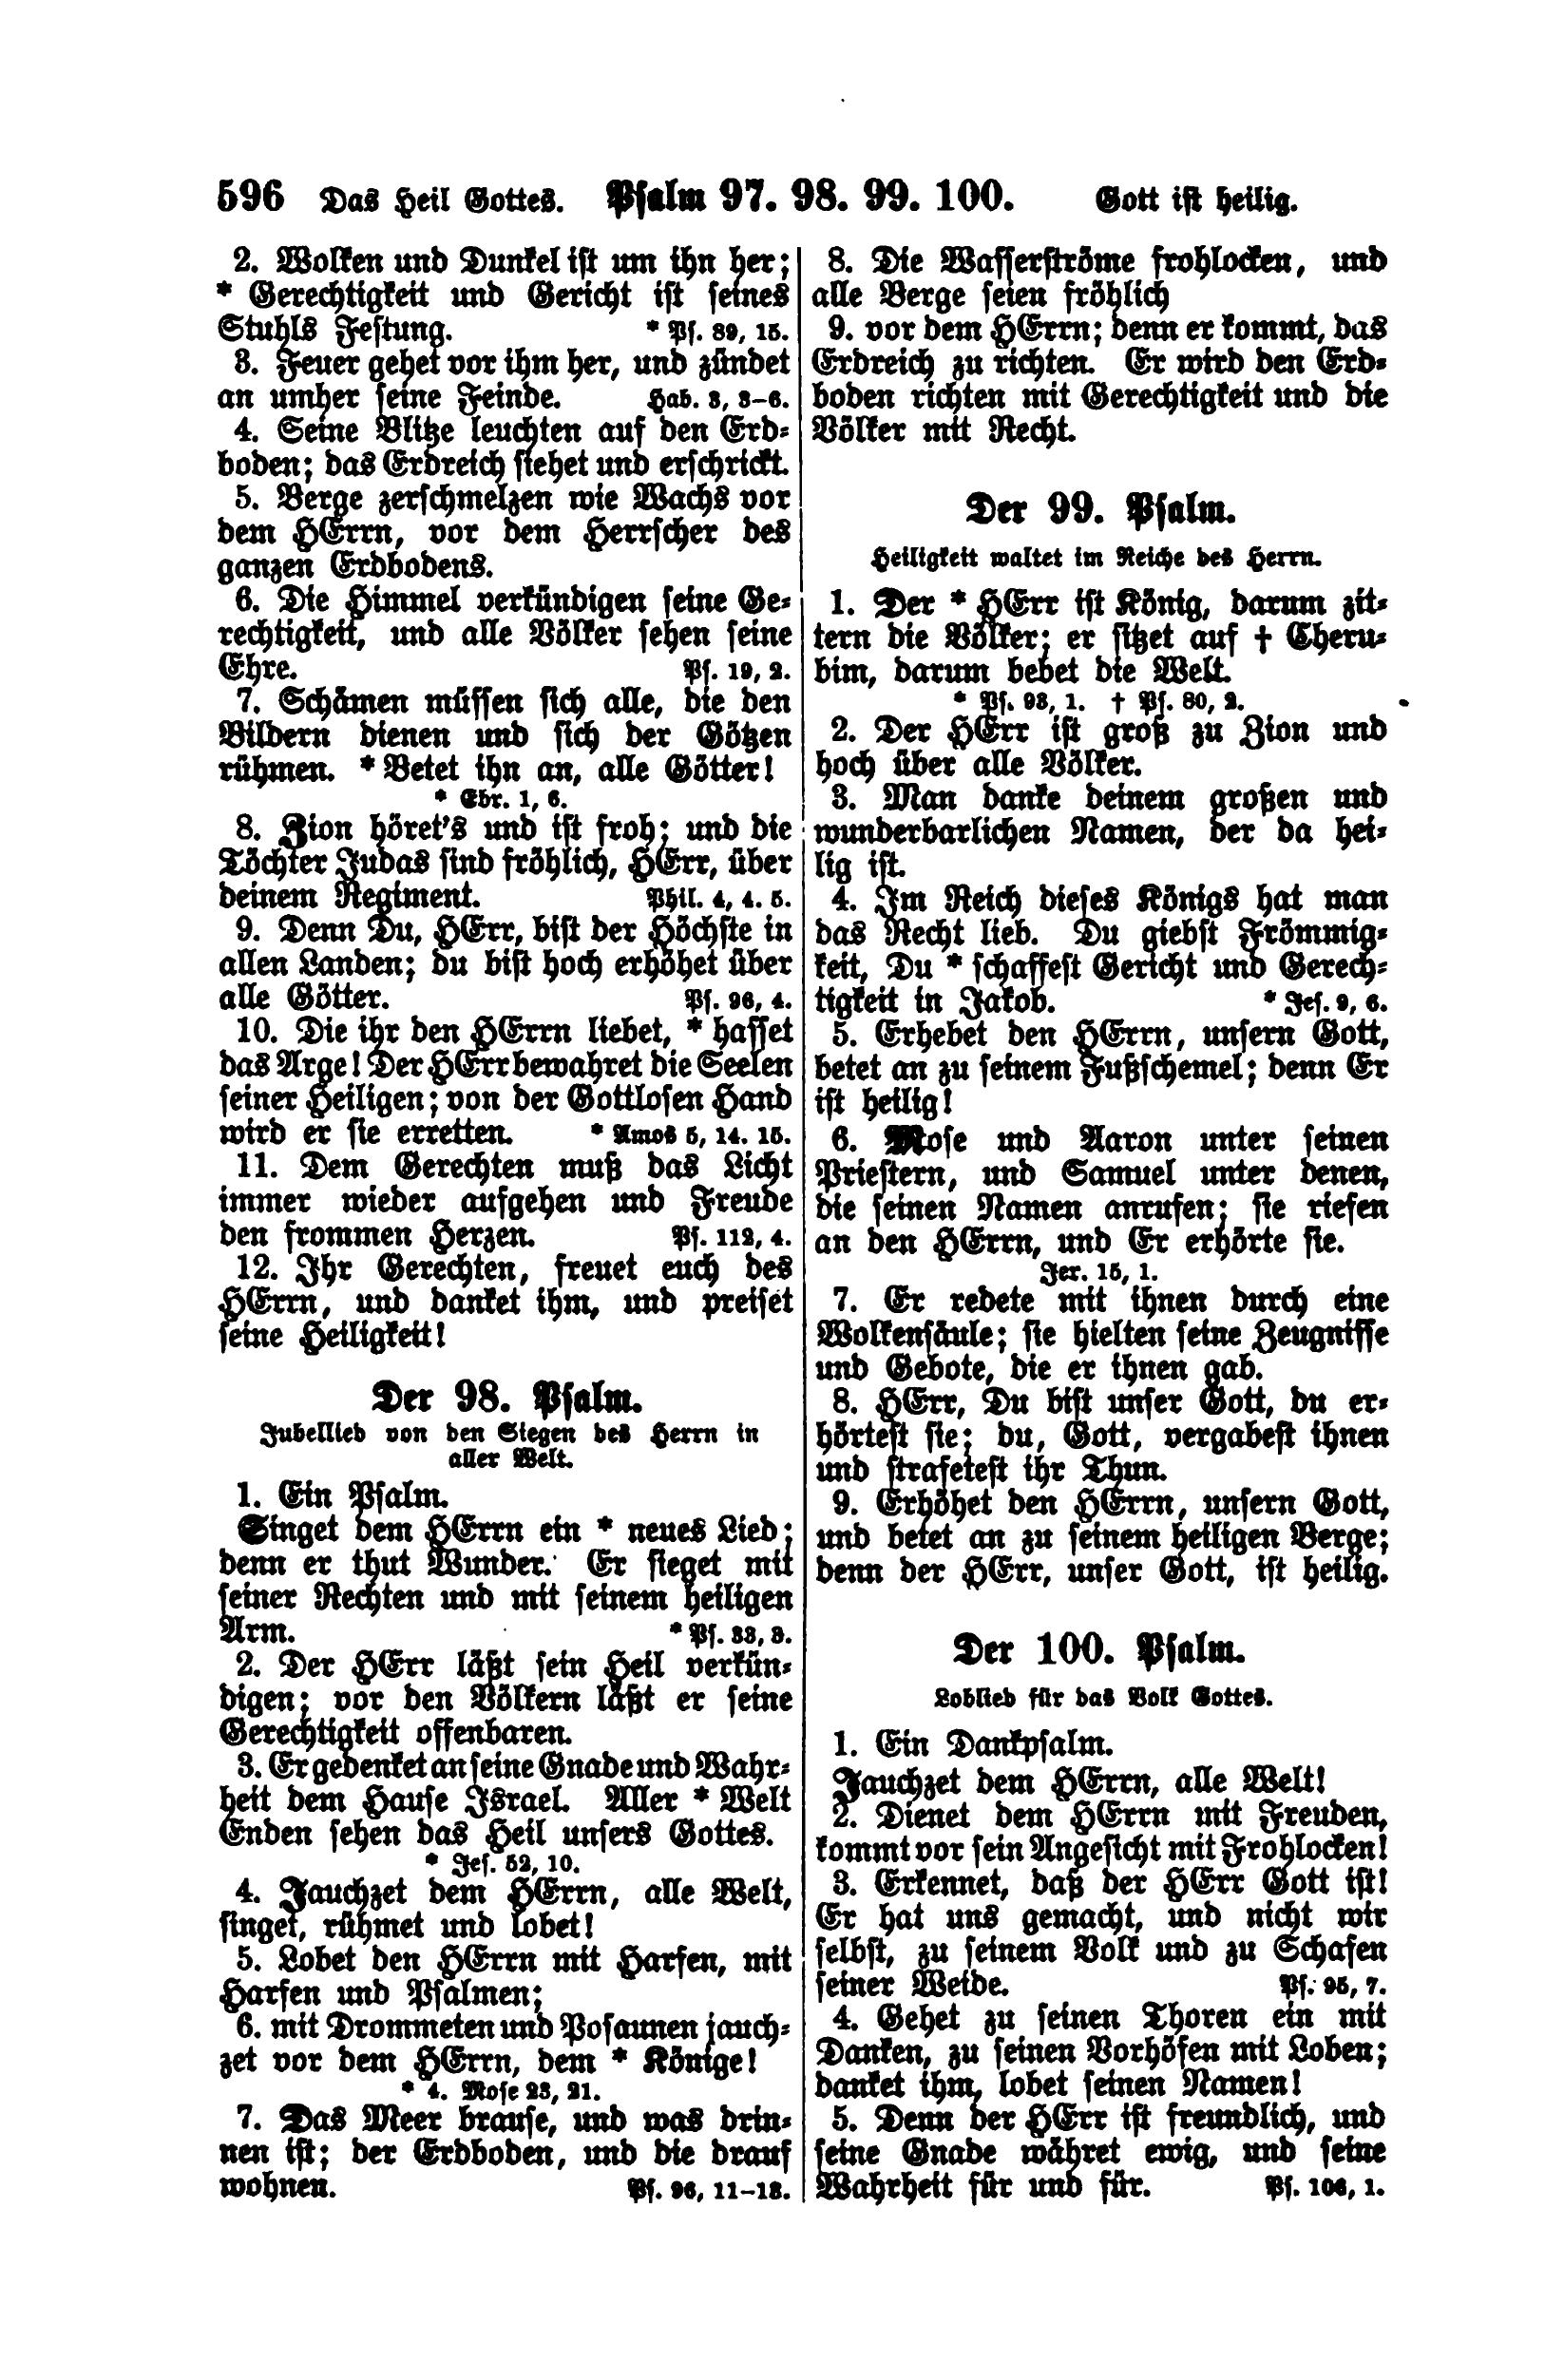 596 Das Heil Gottes. Psalm 97. 98. 99. 100. Gott ist heilig.
2. Wolken und Dunkel ist um ihn her;
* Gerechtigkeit und Gericht ist seines
Stuhls Festung. * Ps. 89, 15.
3. Feuer gehet vor ihm her, und zündet
an umher seine Feinde. Hab. 3, 3–6.
4. Seine Blitze leuchten auf den Erd-
boden; das Erdreich siehet und erschrickt.
5. Berge zerschmelzen wie Wachs vor
dem HErrn, vor dem Herrscher des
ganzen Erdbodens.
6. Die Himmel verkündigen seine Ge-
rechtigkeit, und alle Völker sehen seine
Ehre. Ps. 19, 2.
7. Schämen müssen sich alle, die den
Bildern dienen und sich der Götzen
rühmen. * Betet ihn an, alle Götter!
* Ebr. 1, 6.
8. Zion höret's und ist froh; und die
Töchter Judas sind fröhlich, HErr, über
deinem Regiment. Phil. 4, 4. 5.
9. Denn Du, HErr, bist der Höchste in
allen Landen; du bist hoch erhöhet über
alle Götter. Ps. 96, 4.
10. Die ihr den HErrn liebet, * hasset
das Arge! Der HErr bewahret die Seelen
seiner Heiligen; von der Gottlosen Hand
wird er sie erretten. * Amos 5, 14. 15.
11. Dem Gerechten muß das Licht
immer wieder aufgehen und Freude
den frommen Herzen. Ps. 112, 4.
12. Ihr Gerechten, freuet euch des
HErrn, und danket ihm, und preiset
seine Heiligkeit!
Der 98. Psalm.
Jubellied von den Siegen des Herrn in
aller Welt.
1. Ein Psalm.
Singet dem HErrn ein * neues Lied;
denn er thut Wunder. Er sieget mit
seiner Rechten und mit seinem heiligen
Arm. * Ps. 33, 3.
2. Der HErr läßt sein Heil verkün-
digen; vor den Völkern läßt er seine
Gerechtigkeit offenbaren.
3. Er gedenket an seine Gnade und Wahr-
heit dem Hause Israel. Aller * Welt
Enden sehen das Heil unsers Gottes.
* Jes. 52, 10.
4. Jauchzet dem HErrn, alle Welt,
singet, rühmet und lobet!
5. Lobet den HErrn mit Harfen, mit
Harfen und Psalmen;
6. mit Drommeten und Posaunen jauch-
zet vor dem HErrn, dem * Könige!
* 4. Mose 23, 21.
7. Das Meer brause, und was drin-
nen ist; der Erdboden, und die drauf
wohnen. Ps. 96, 11–13.
8. Die Wasserströme frohlocken, und
alle Berge seien fröhlich
9. vor dem HErrn; denn er kommt, das
Erdreich zu richten. Er wird den Erd-
boden richten mit Gerechtigkeit und die
Völker mit Recht.
Der 99. Psalm.
Heiligkeit waltet im Reiche des Herrn.
1. Der * HErr ist König, darum zit-
tern die Völker; er sitzet auf † Cheru-
bim, darum bebet die Welt.
* Ps. 93, 1. † Ps. 80, 2.
2. Der HErr ist groß zu Zion und
hoch über alle Völker.
3. Man danke deinem großen und
wunderbarlichen Namen, der da hei-
lig ist.
4. Im Reich dieses Königs hat man
das Recht lieb. Du giebst Frömmig-
keit, Du * schaffest Gericht und Gerech-
tigkeit in Jakob. * Jes. 9, 6.
5. Erhebet den HErrn, unsern Gott,
betet an zu seinem Fußschemel; denn Er
ist heilig!
6. Mose und Aaron unter seinen
Priestern, und Samuel unter denen,
die seinen Namen anrufen; sie riefen
an den HErrn, und Er erhörte sie.
Jer. 15, 1.
7. Er redete mit ihnen durch eine
Wolkensäule; sie hielten seine Zeugnisse
und Gebote, die er ihnen gab.
8. HErr, Du bist unser Gott, du er-
hörtest sie; du, Gott, vergabest ihnen
und strafetest ihr Thun.
9. Erhöhet den HErrn, unsern Gott,
und betet an zu seinem heiligen Berge;
denn der HErr, unser Gott, ist heilig.
Der 100. Psalm.
Loblied für das Volk Gottes.
1. Ein Dankpsalm.
Jauchzet dem HErrn, alle Welt!
2. Dienet dem HErrn mit Freuden,
kommt vor sein Angesicht mit Frohlocken!
3. Erkennet, daß der HErr Gott ist!
Er hat uns gemacht, und nicht wir
selbst, zu seinem Volk und zu Schafen
seiner Weide. Ps. 95, 7.
4. Gehet zu seinen Thoren ein mit
Danken, zu seinen Vorhöfen mit Loben;
danket ihm, lobet seinen Namen!
5. Denn der HErr ist freundlich, und
seine Gnade währet ewig, und seine
Wahrheit für und für. Ps. 106, 1.